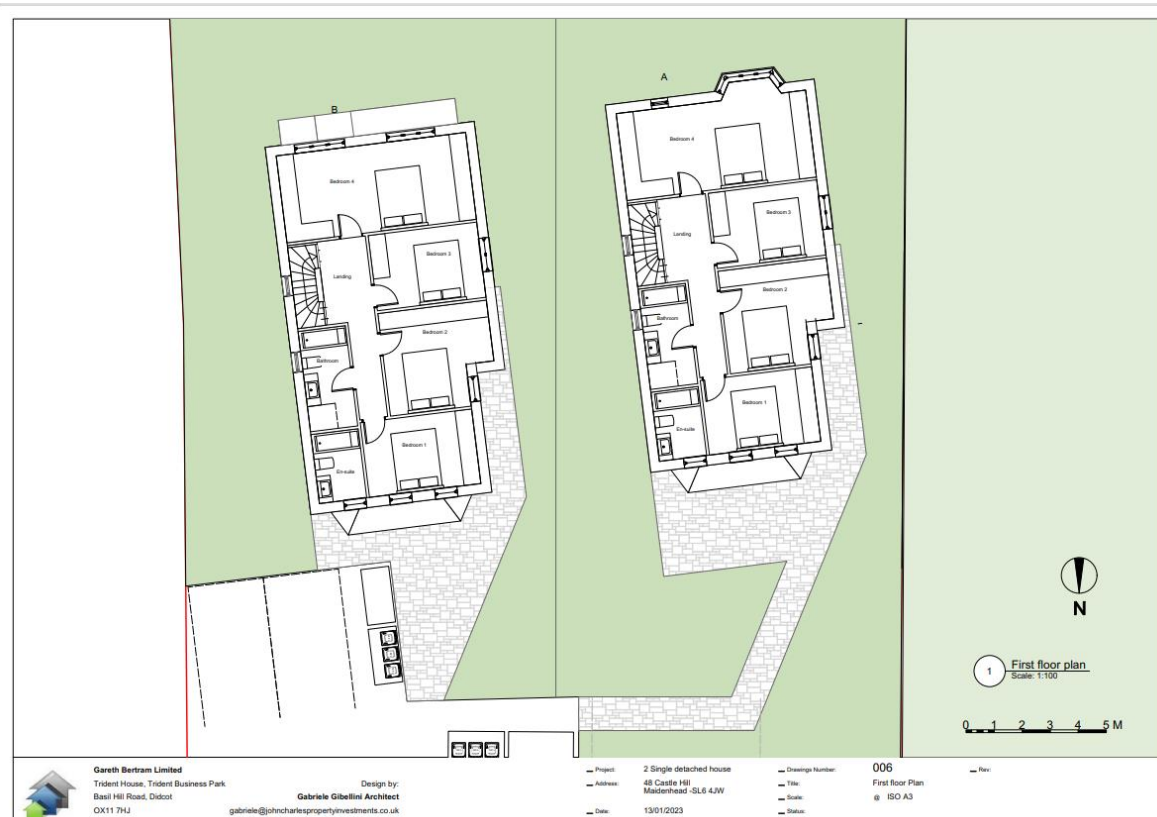 A
B
Bedroom 4
Bedroom 3
Landing
Bedroom 2
Bathroom
Bedroom 1
En-suite
Bedroom 4
Bedroom 3
Landing
Bedroom 2
Bathroom
Bedroom 1
En-suite
N
1
First floor plan
Scale: 1:100
0 1 2 3 4 5 M
Gareth Bertram Limited
Trident House, Trident Business Park
Basil Hill Road, Didcot
OX11 7HJ
Design by:
Gabriele Gibellini Architect
gabriele@johncharlespropertyinvestments.co.uk
Project: 2 Single detached house
Address: 48 Castle Hill
Maidenhead -SL6 4JW
Date: 13/01/2023
Drawings Number: 006
Title: First floor Plan
Scale: @ ISO A3
Status:
Rev: